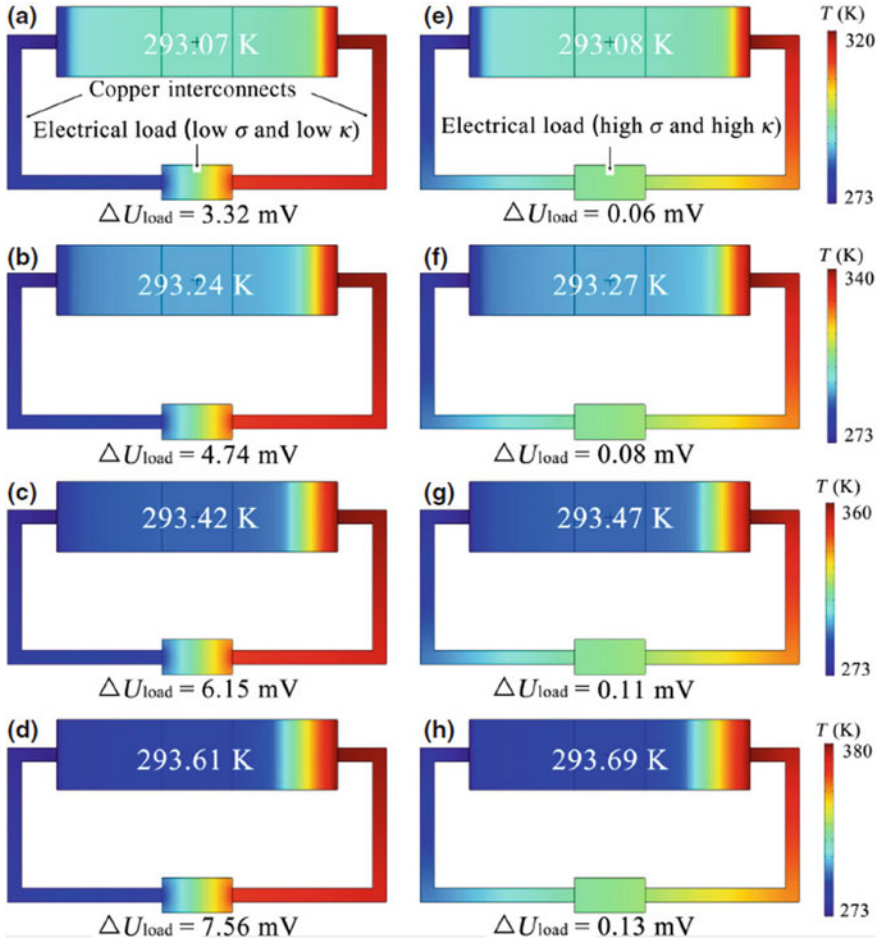 (a)
293.07 K
Copper interconnects
Electrical load (low σ and low κ)
△Uload = 3.32 mV
(e)
293.08 K
Electrical load (high σ and high κ)
△Uload = 0.06 mV
T (K)
320
273
(b)
293.24 K
△Uload = 4.74 mV
(f)
293.27 K
△Uload = 0.08 mV
T (K)
340
273
(c)
293.42 K
△Uload = 6.15 mV
(g)
293.47 K
△Uload = 0.11 mV
T (K)
360
273
(d)
293.61 K
△Uload = 7.56 mV
(h)
293.69 K
△Uload = 0.13 mV
T (K)
380
273